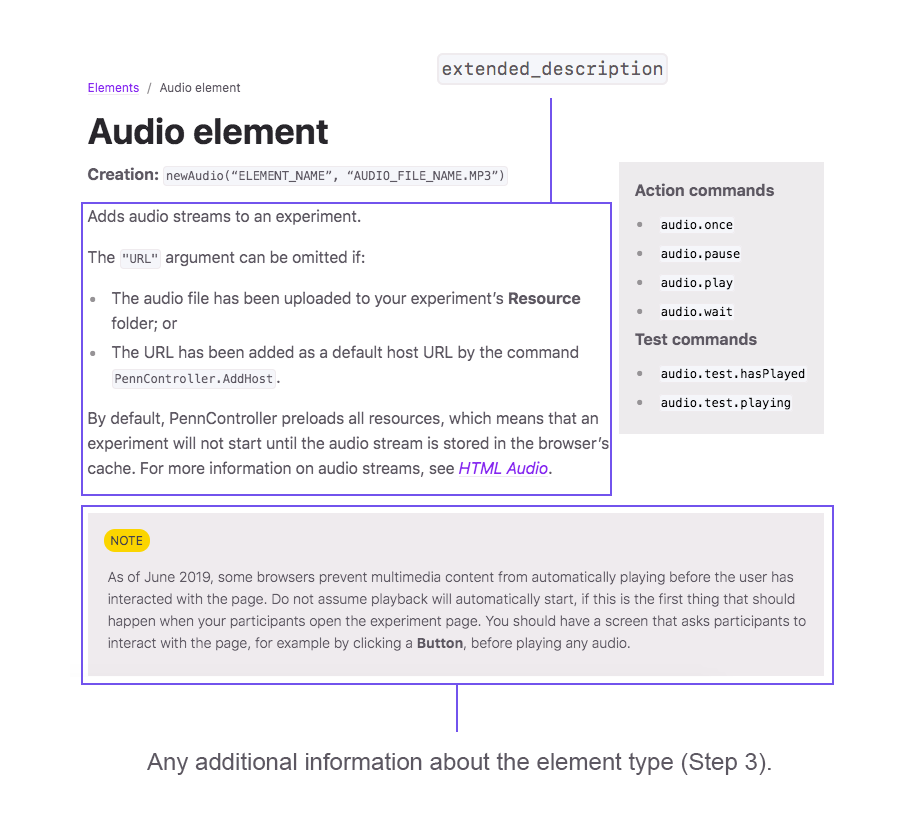 extended_description
Elements / Audio element
Audio element
Creation: newAudio(“ELEMENT_NAME”, “AUDIO_FILE_NAME.MP3”)
Adds audio streams to an experiment.
The "URL" argument can be omitted if:
• The audio file has been uploaded to your experiment’s Resource
folder; or
• The URL has been added as a default host URL by the command
PennController.AddHost.
By default, PennController preloads all resources, which means that an
experiment will not start until the audio stream is stored in the browser’s
cache. For more information on audio streams, see HTML Audio.
Action commands
• audio.once
• audio.pause
• audio.play
• audio.wait
Test commands
• audio.test.hasPlayed
• audio.test.playing
NOTE
As of June 2019, some browsers prevent multimedia content from automatically playing before the user has
interacted with the page. Do not assume playback will automatically start, if this is the first thing that should
happen when your participants open the experiment page. You should have a screen that asks participants to
interact with the page, for example by clicking a Button, before playing any audio.
Any additional information about the element type (Step 3).